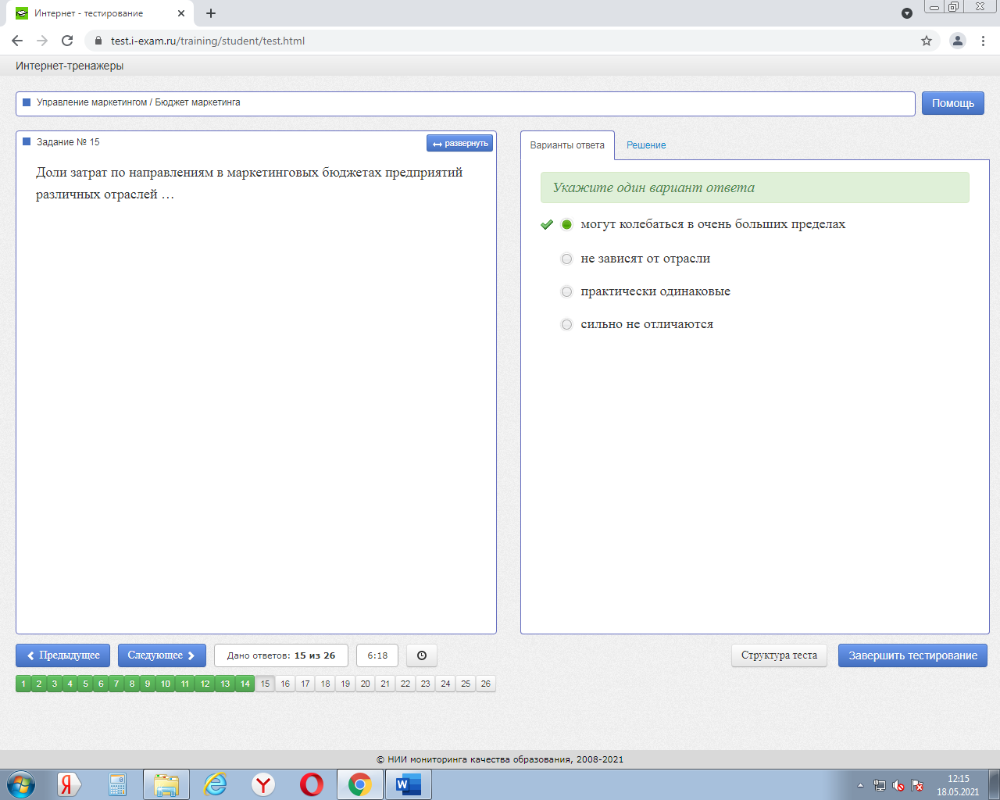 Интернет - тестирование
test.i-exam.ru/training/student/test.html
Интернет-тренажеры
Управление маркетингом / Бюджет маркетинга
Помощь
Задание № 15
развернуть
Доли затрат по направлениям в маркетинговых бюджетах предприятий
различных отраслей …
Варианты ответа
Решение
Укажите один вариант ответа
могут колебаться в очень больших пределах
не зависят от отрасли
практически одинаковые
сильно не отличаются
Предыдущее
Следующее
Дано ответов: 15 из 26
6:18
Структура теста
Завершить тестирование
1 2 3 4 5 6 7 8 9 10 11 12 13 14 15 16 17 18 19 20 21 22 23 24 25 26
© НИИ мониторинга качества образования, 2008-2021
12:15
18.05.2021